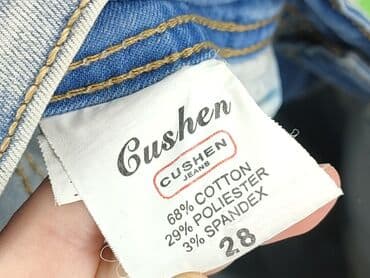 Cushen
CUSHEN
JEANS
68% COTTON
29% POLIESTER
3% SPANDEX
28